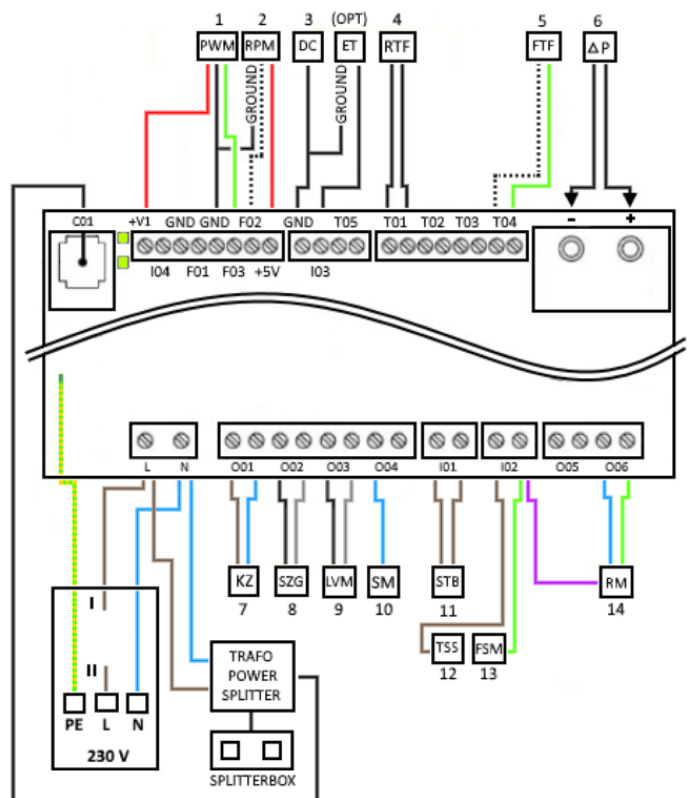 1 2 3 (OPT) 4 5 6
PWM RPM DC ET RTF FTF Δ P
GROUND GROUND
C01 +V1 GND GND F02 GND T05 T01 T02 T03 T04 - +
I04 F01 F03 +5V I03
L N O01 O02 O03 O04 I01 I02 O05 O06
KZ SZG LVM SM STB RM
7 8 9 10 11 14
I
TSS FSM
12 13
II
TRAFO
POWER
SPLITTER
PE L N
230 V
SPLITTERBOX